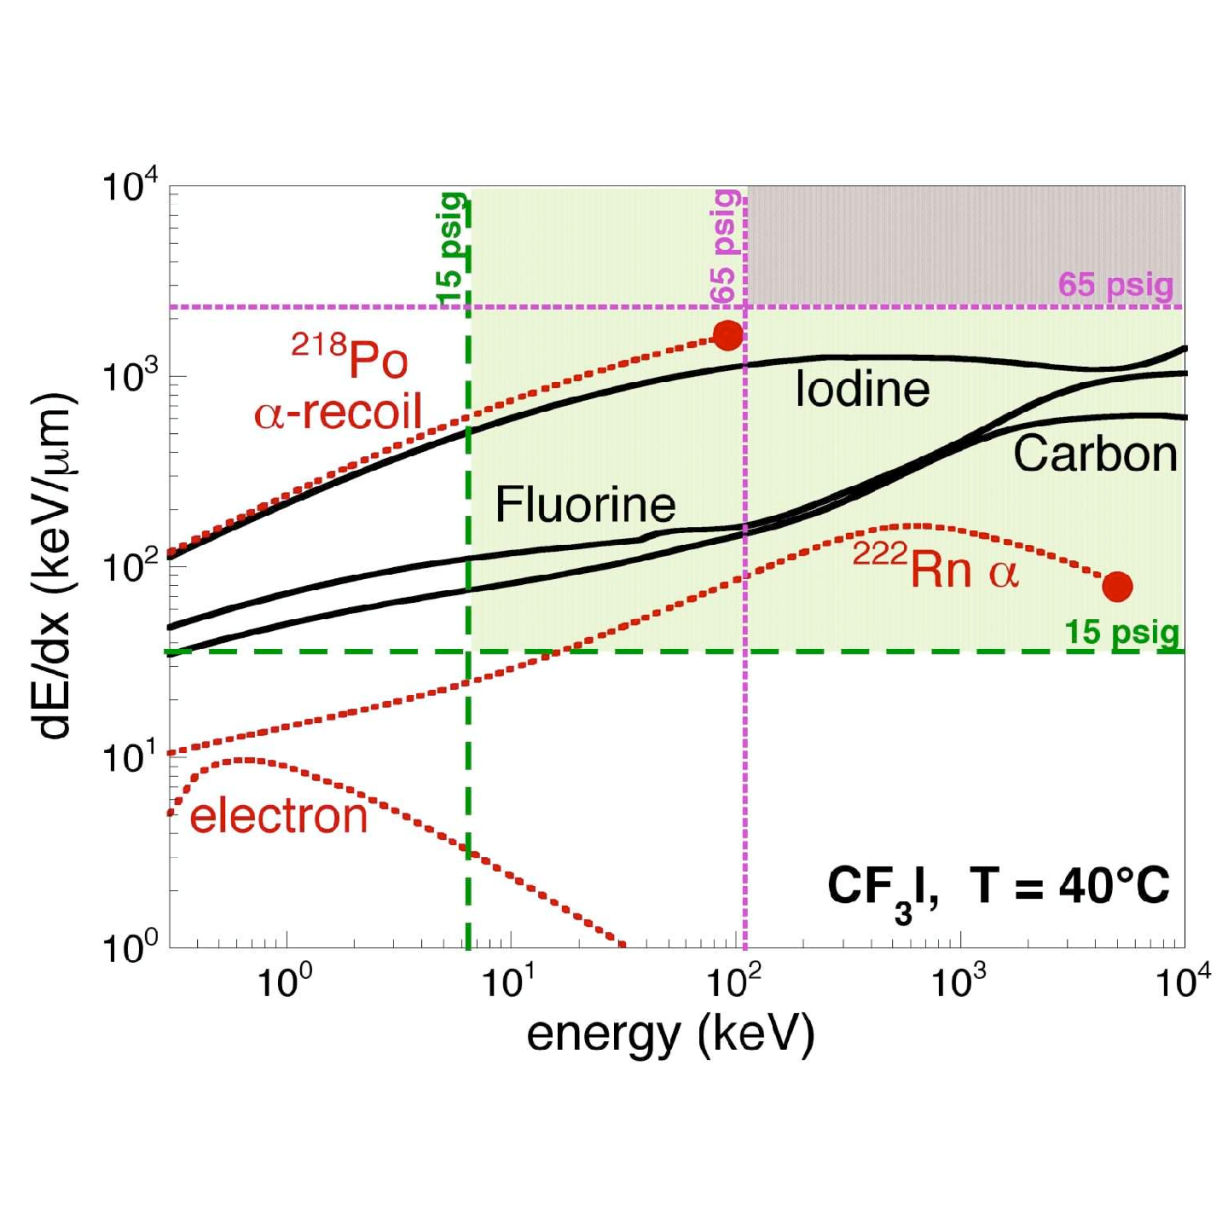 10⁴
15 psig
65 psig
65 psig
²¹⁸Po
α-recoil
10³
Iodine
Carbon
Fluorine
dE/dx (keV/μm)
10²
²²²Rn α
15 psig
10¹
electron
CF₃I, T = 40°C
10⁰
10⁰ 10¹ 10² 10³ 10⁴
energy (keV)